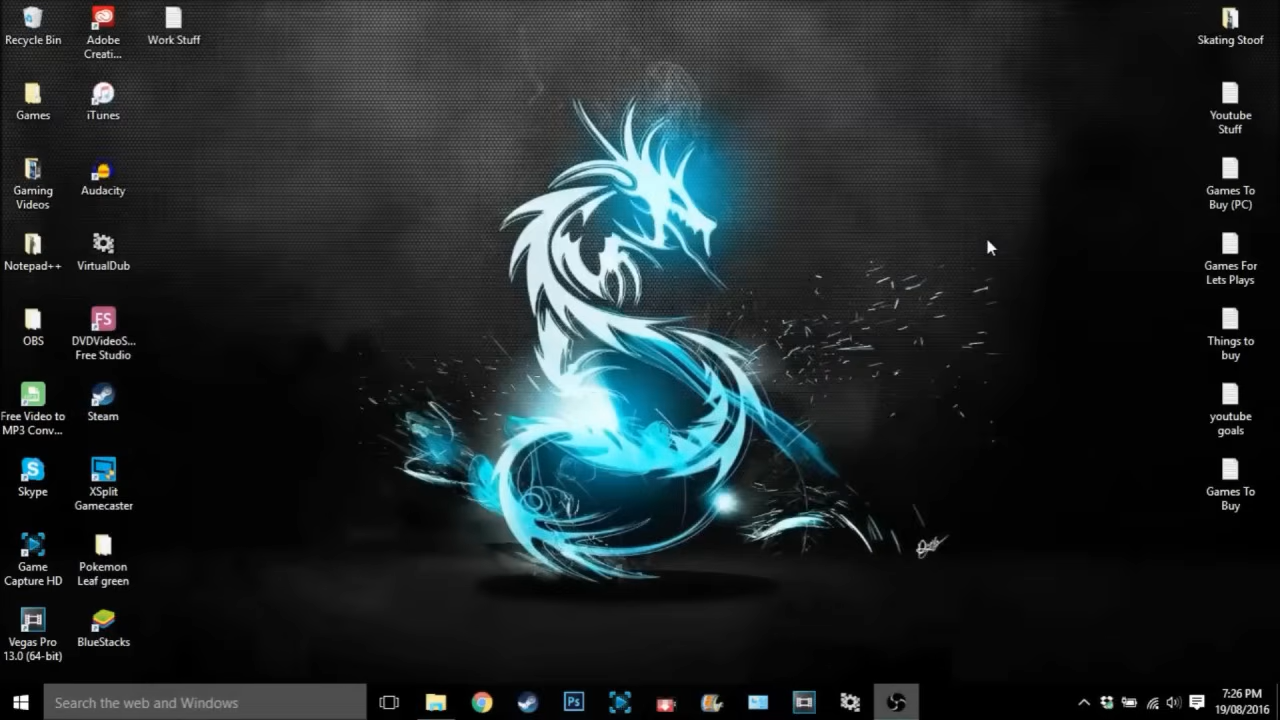 Recycle Bin
Adobe
Creati...
Work Stuff
Games
iTunes
Gaming
Videos
Audacity
Notepad++
VirtualDub
OBS
FS
DVDVideoS...
Free Studio
Free Video to
MP3 Conv...
Steam
Skype
XSplit
Gamecaster
Game
Capture HD
Pokemon
Leaf green
Vegas Pro
13.0 (64-bit)
BlueStacks
Skating Stoof
Youtube
Stuff
Games To
Buy (PC)
Games For
Lets Plays
Things to
buy
youtube
goals
Games To
Buy
Search the web and Windows
Ps
7:26 PM
19/08/2016